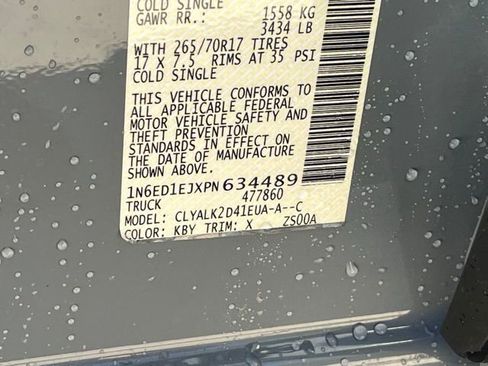 COLD SINGLE
GAWR RR.: 1558 KG
3434 LB
WITH 265/70R17 TIRES
17 X 7.5 RIMS AT 35 PSI
COLD SINGLE
THIS VEHICLE CONFORMS TO
ALL APPLICABLE FEDERAL
MOTOR VEHICLE SAFETY AND
THEFT PREVENTION
STANDARDS IN EFFECT ON
THE DATE OF MANUFACTURE
SHOWN ABOVE.
1N6ED1EJXPN634489
TRUCK 477860
MODEL: CLYALK2D41EUA-A--C
COLOR: KBY TRIM: X ZS00A